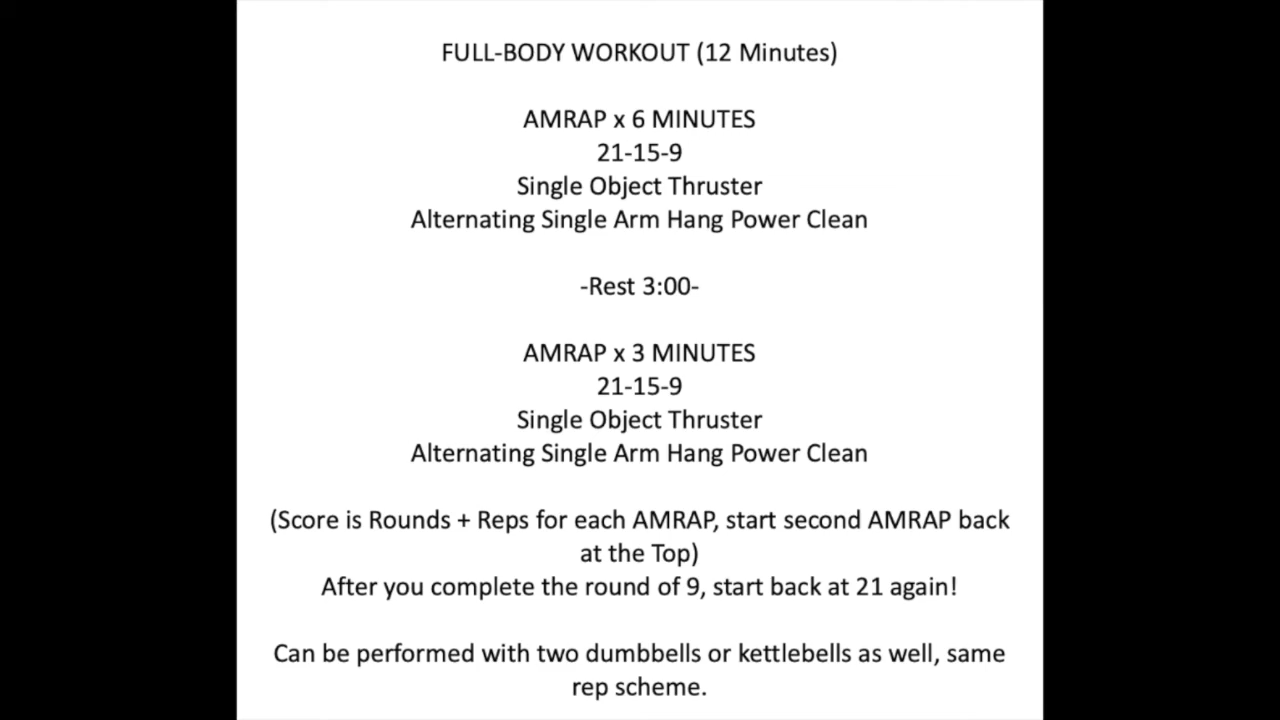 FULL-BODY WORKOUT (12 Minutes)
AMRAP x 6 MINUTES
21-15-9
Single Object Thruster
Alternating Single Arm Hang Power Clean
-Rest 3:00-
AMRAP x 3 MINUTES
21-15-9
Single Object Thruster
Alternating Single Arm Hang Power Clean
(Score is Rounds + Reps for each AMRAP, start second AMRAP back
at the Top)
After you complete the round of 9, start back at 21 again!
Can be performed with two dumbbells or kettlebells as well, same
rep scheme.